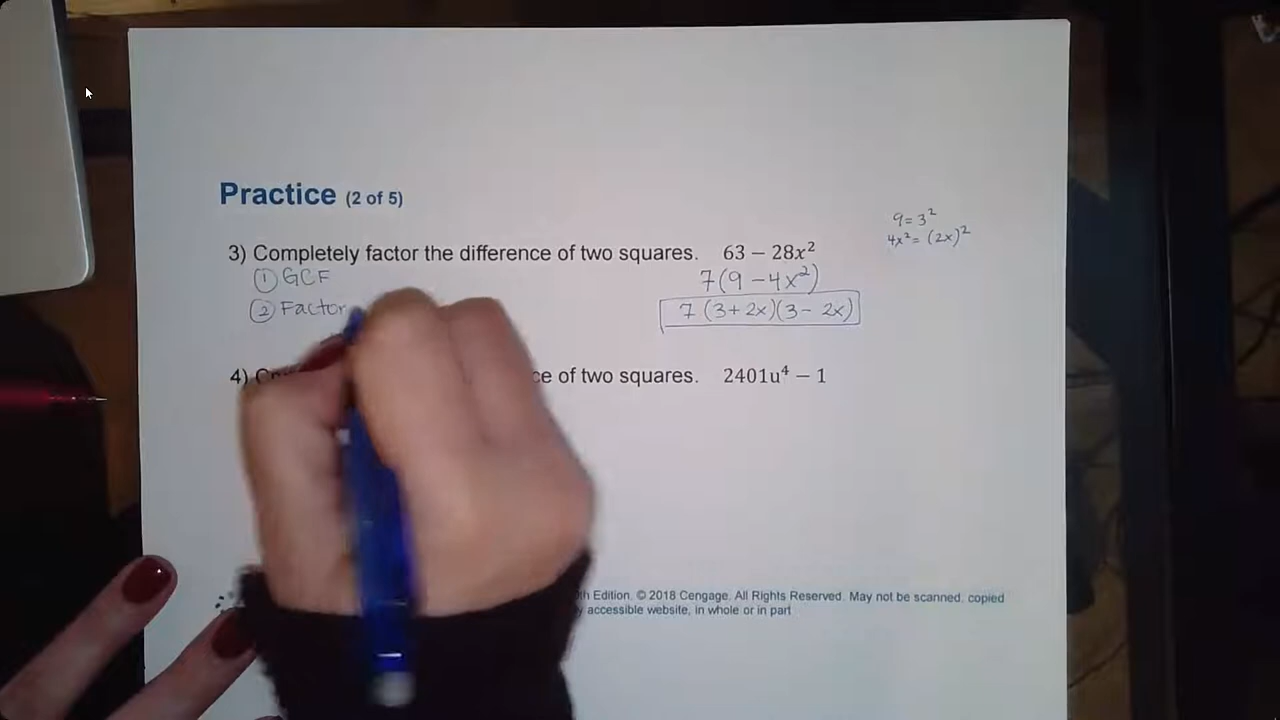 Practice (2 of 5)
9 = 3²
4x² = (2x)²
3) Completely factor the difference of two squares. 63 − 28x²
① GCF
7(9 − 4x²)
② Factor
7(3 + 2x)(3 − 2x)
4) of two squares. 2401u⁴ − 1
Edition. © 2018 Cengage. All Rights Reserved. May not be scanned, copied
accessible website, in whole or in part